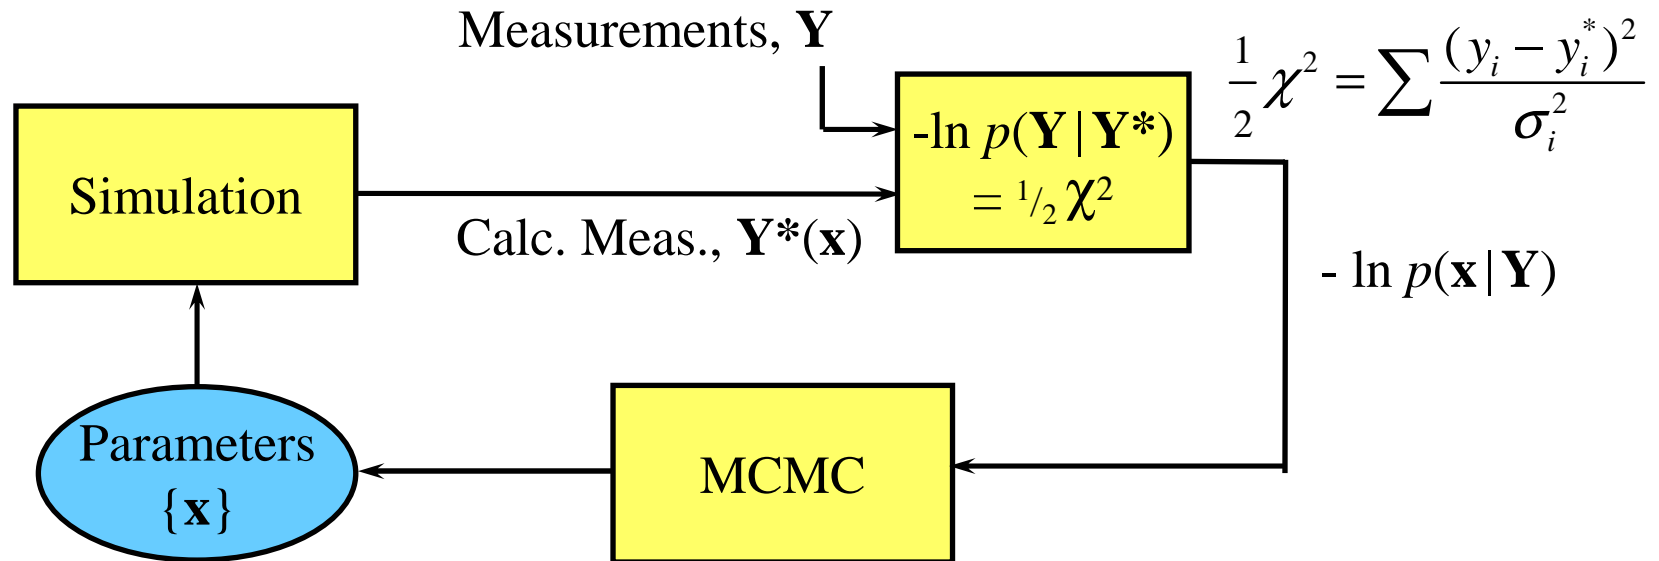 Measurements, Y
½ χ² = ∑ (yᵢ − yᵢ*)² / σᵢ²
Simulation
-ln p(Y|Y*)
= 1/2 χ²
Calc. Meas., Y*(x)
- ln p(x|Y)
Parameters
{x}
MCMC